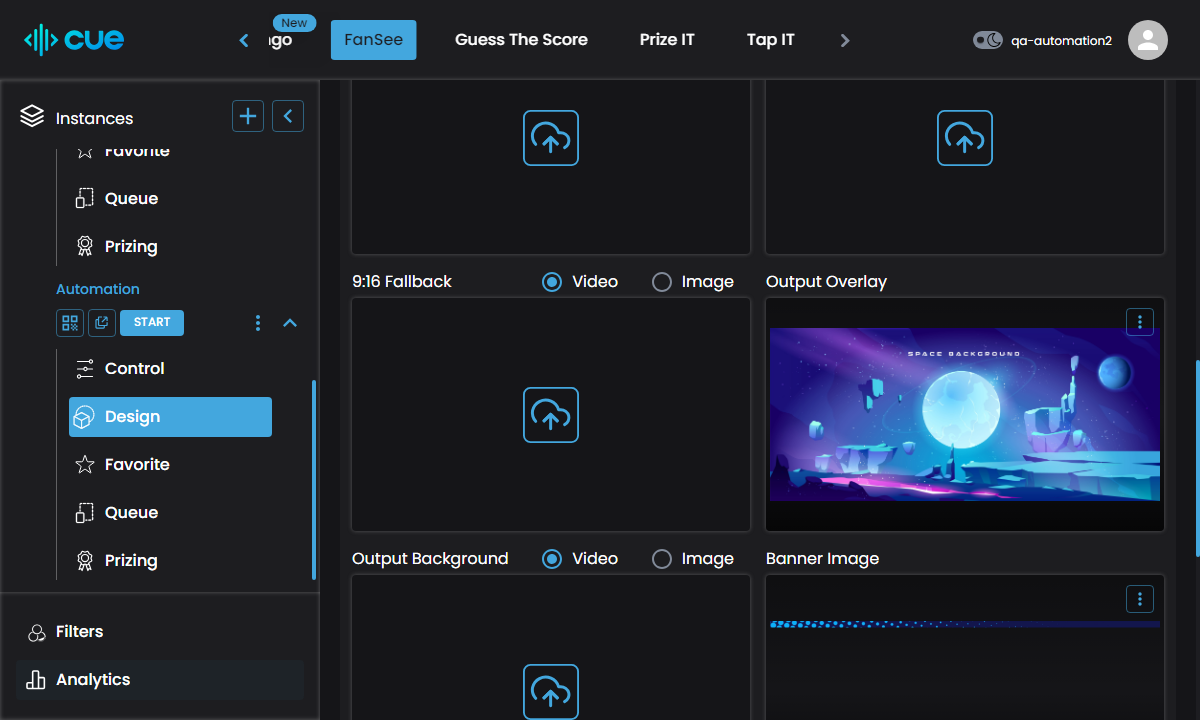 cue
New
FanSee
Guess The Score
Prize IT
Tap IT
qa-automation2
Instances
Favorite
Queue
Prizing
Automation
START
Control
Design
Favorite
Queue
Prizing
Filters
Analytics
9:16 Fallback
Video
Image
Output Overlay
SPACE BACKGROUND
Output Background
Video
Image
Banner Image